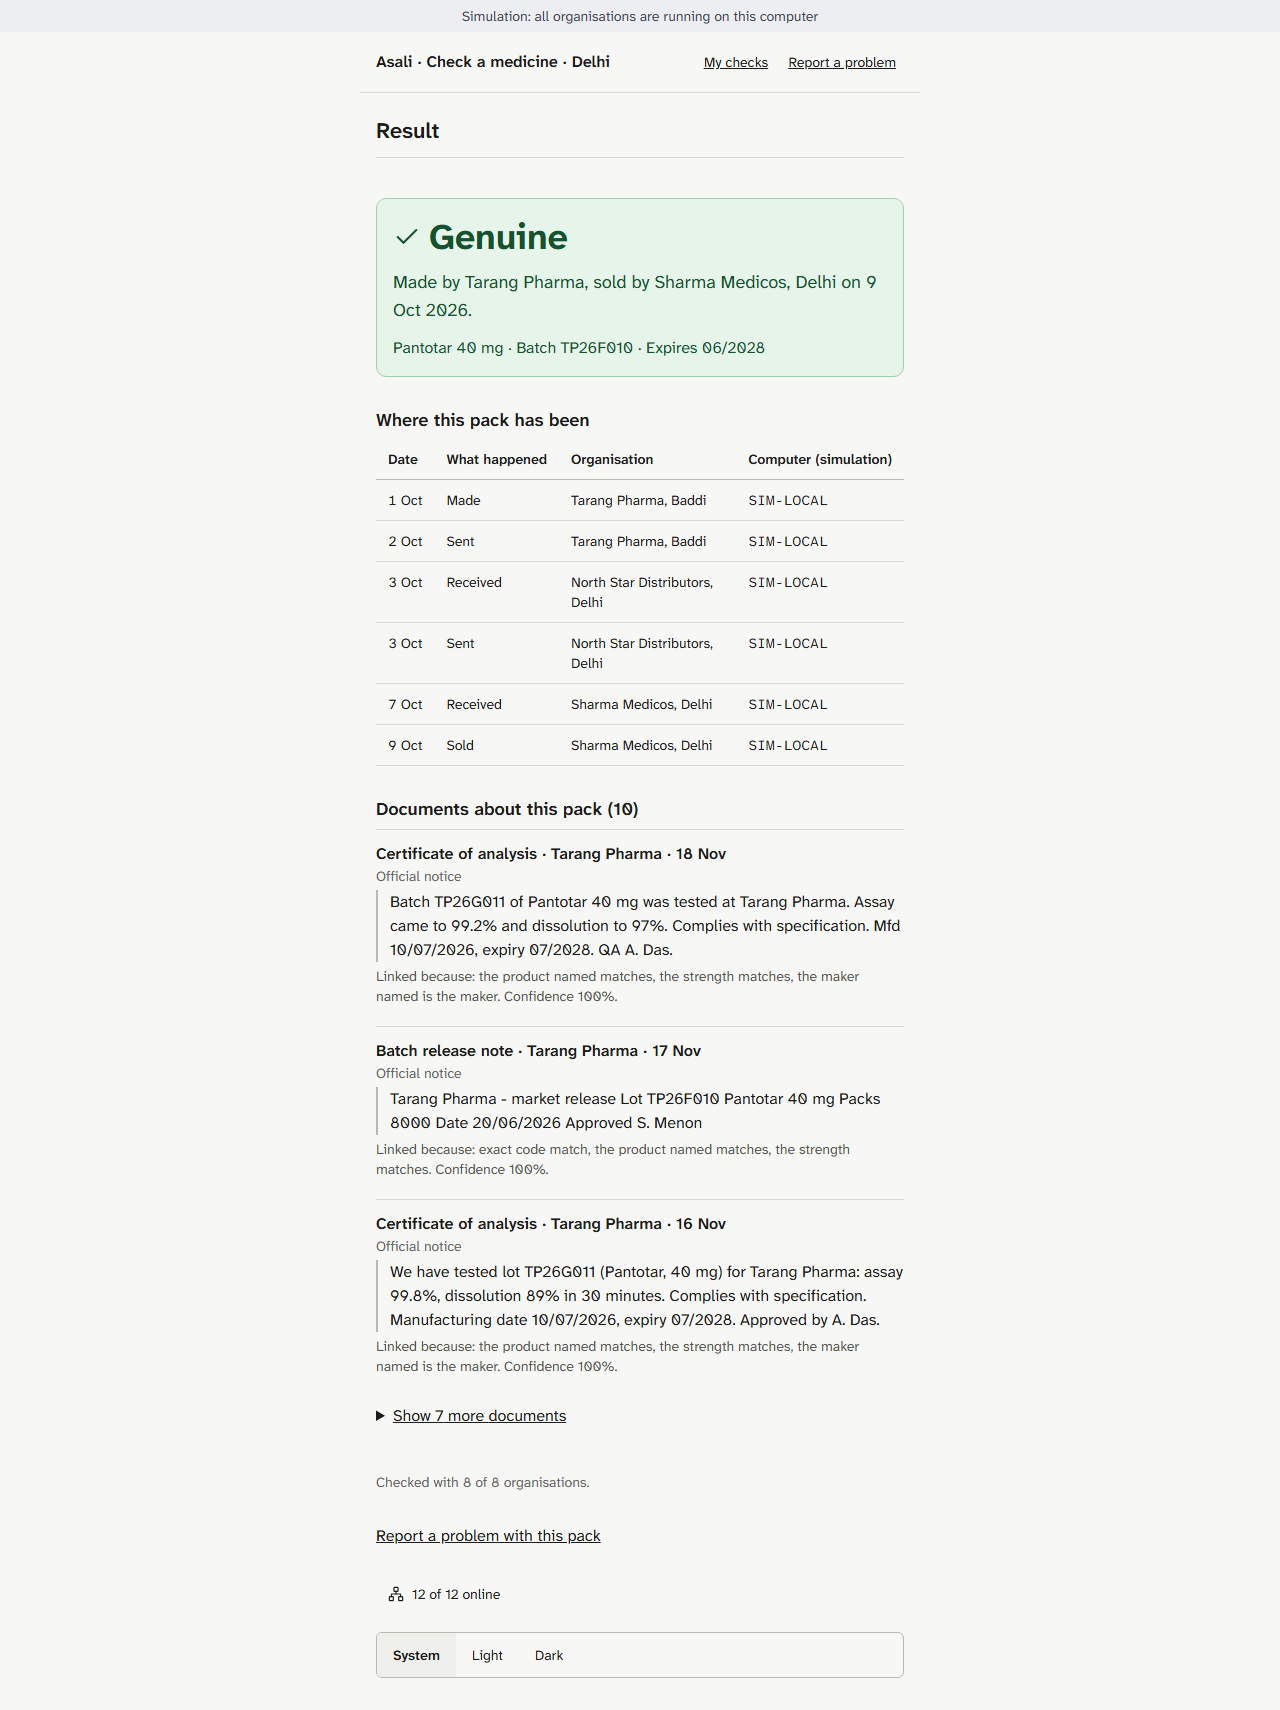 Simulation: all organisations are running on this computer
Asali · Check a medicine · Delhi
My checks
Report a problem
Result
Genuine
Made by Tarang Pharma, sold by Sharma Medicos, Delhi on 9
Oct 2026.
Pantotar 40 mg · Batch TP26F010 · Expires 06/2028
Where this pack has been
Date What happened Organisation Computer (simulation)
1 Oct Made Tarang Pharma, Baddi SIM-LOCAL
2 Oct Sent Tarang Pharma, Baddi SIM-LOCAL
3 Oct Received North Star Distributors, SIM-LOCAL
Delhi
3 Oct Sent North Star Distributors, SIM-LOCAL
Delhi
7 Oct Received Sharma Medicos, Delhi SIM-LOCAL
9 Oct Sold Sharma Medicos, Delhi SIM-LOCAL
Documents about this pack (10)
Certificate of analysis · Tarang Pharma · 18 Nov
Official notice
Batch TP26G011 of Pantotar 40 mg was tested at Tarang Pharma. Assay
came to 99.2% and dissolution to 97%. Complies with specification. Mfd
10/07/2026, expiry 07/2028. QA A. Das.
Linked because: the product named matches, the strength matches, the maker
named is the maker. Confidence 100%.
Batch release note · Tarang Pharma · 17 Nov
Official notice
Tarang Pharma - market release Lot TP26F010 Pantotar 40 mg Packs
8000 Date 20/06/2026 Approved S. Menon
Linked because: exact code match, the product named matches, the strength
matches. Confidence 100%.
Certificate of analysis · Tarang Pharma · 16 Nov
Official notice
We have tested lot TP26G011 (Pantotar, 40 mg) for Tarang Pharma: assay
99.8%, dissolution 89% in 30 minutes. Complies with specification.
Manufacturing date 10/07/2026, expiry 07/2028. Approved by A. Das.
Linked because: the product named matches, the strength matches, the maker
named is the maker. Confidence 100%.
Show 7 more documents
Checked with 8 of 8 organisations.
Report a problem with this pack
12 of 12 online
System Light Dark